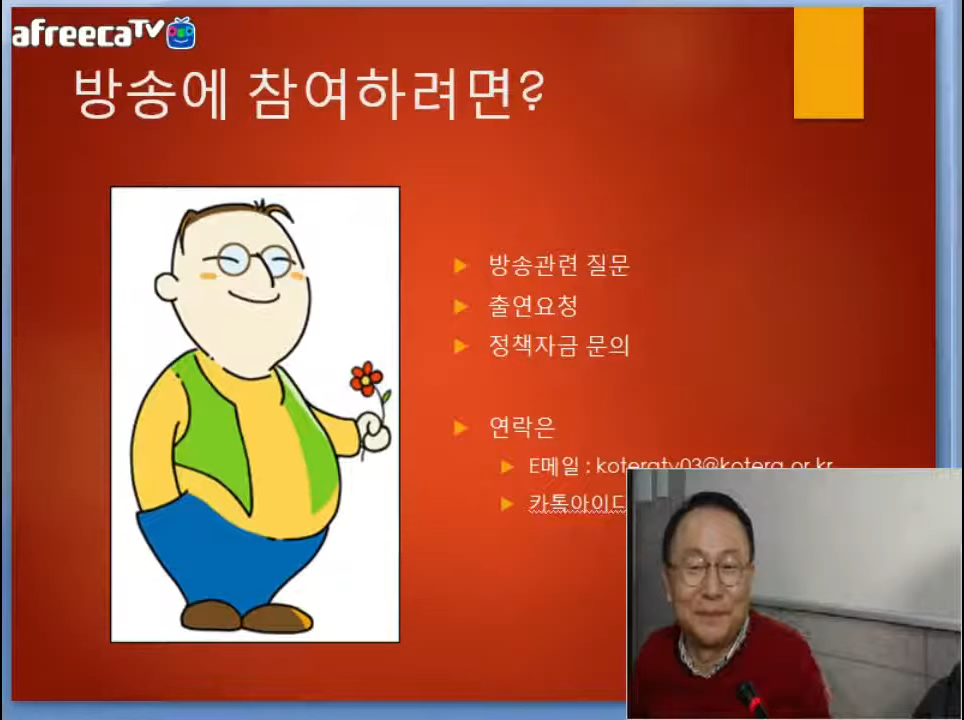 afreecaTV
방송에 참여하려면?
방송관련 질문
출연요청
정책자금 문의
연락은
E메일 : koteratv03@kotera.or.kr
카톡아이디